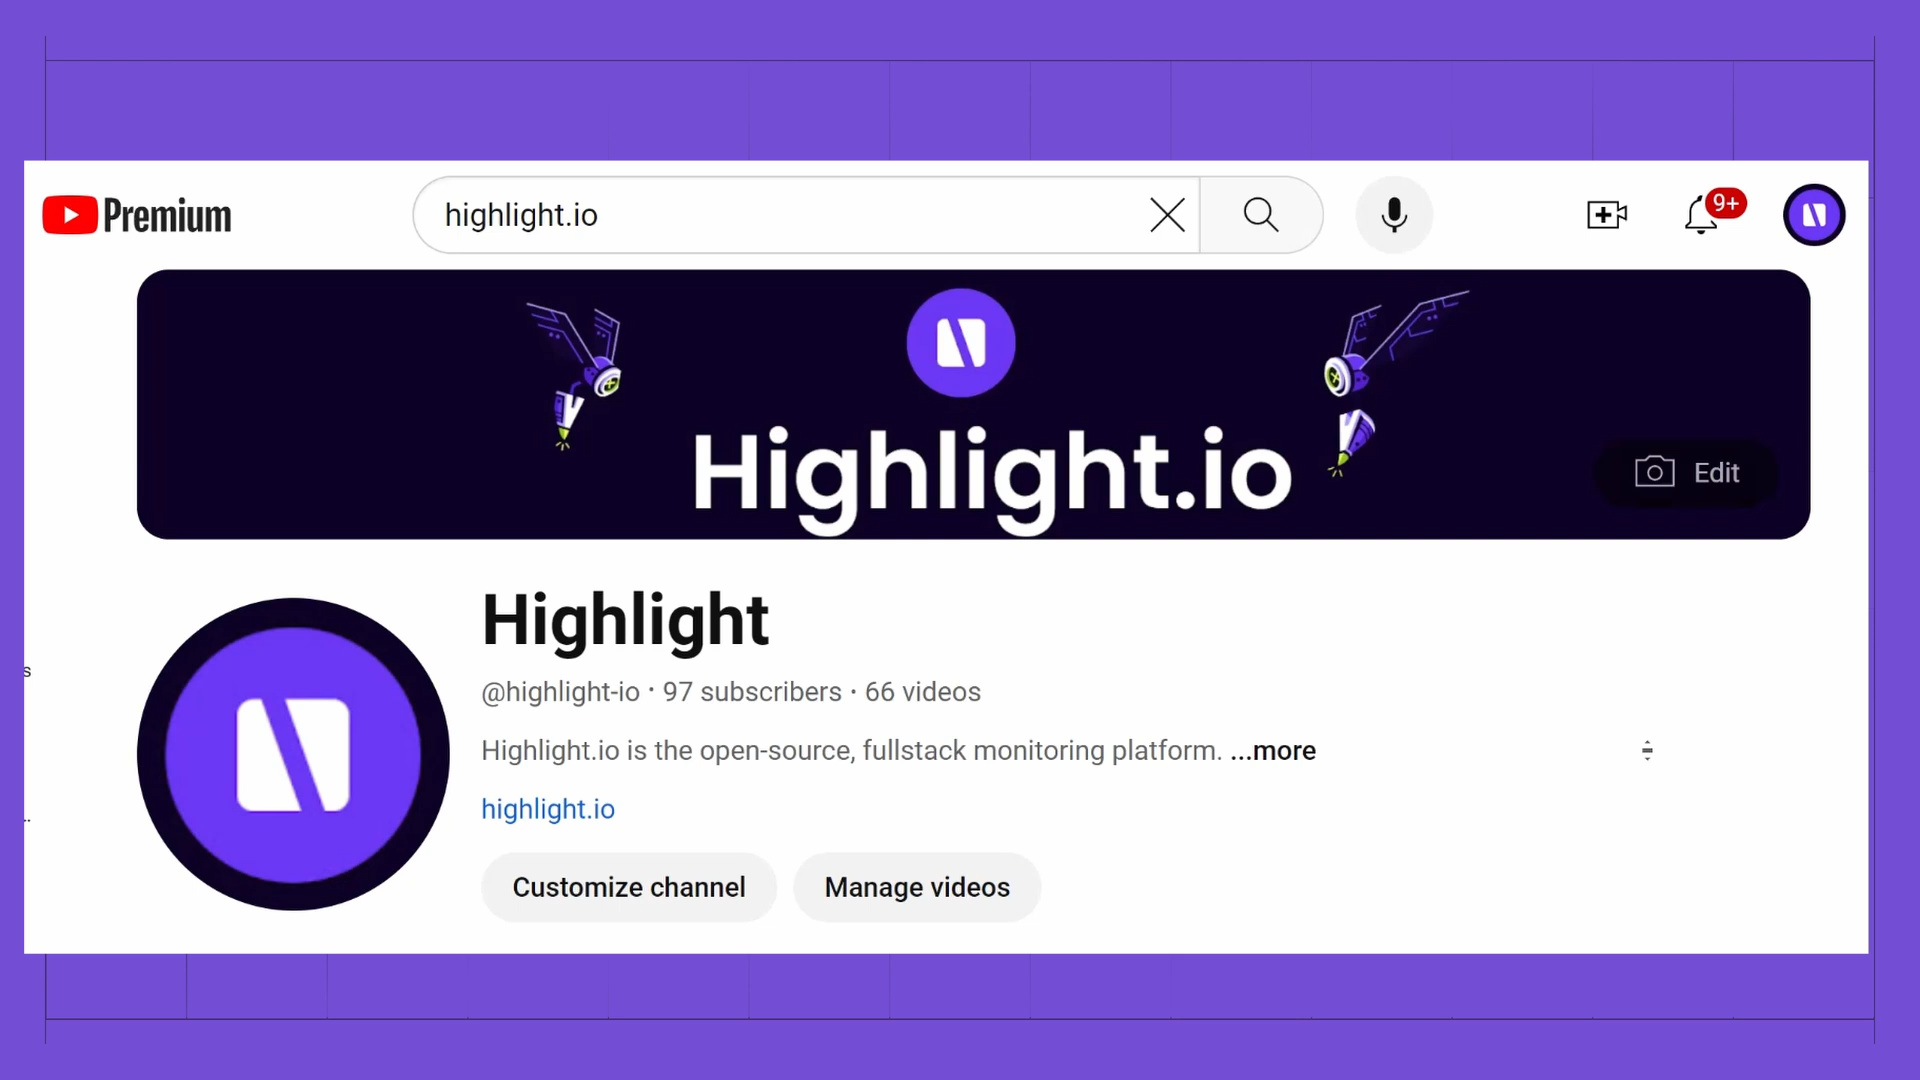 Premium
highlight.io
9+
Highlight.io
Edit
Highlight
@highlight-io · 97 subscribers · 66 videos
Highlight.io is the open-source, fullstack monitoring platform. ...more
highlight.io
Customize channel
Manage videos
s
..